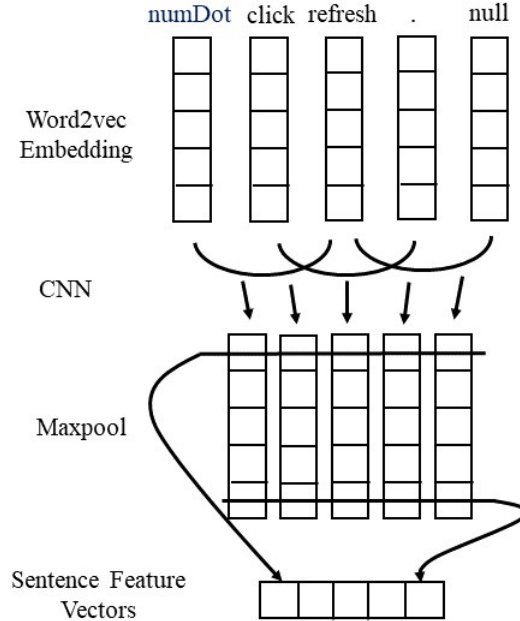 numDot click refresh . null
Word2vec
Embedding
CNN
Maxpool
Sentence Feature
Vectors